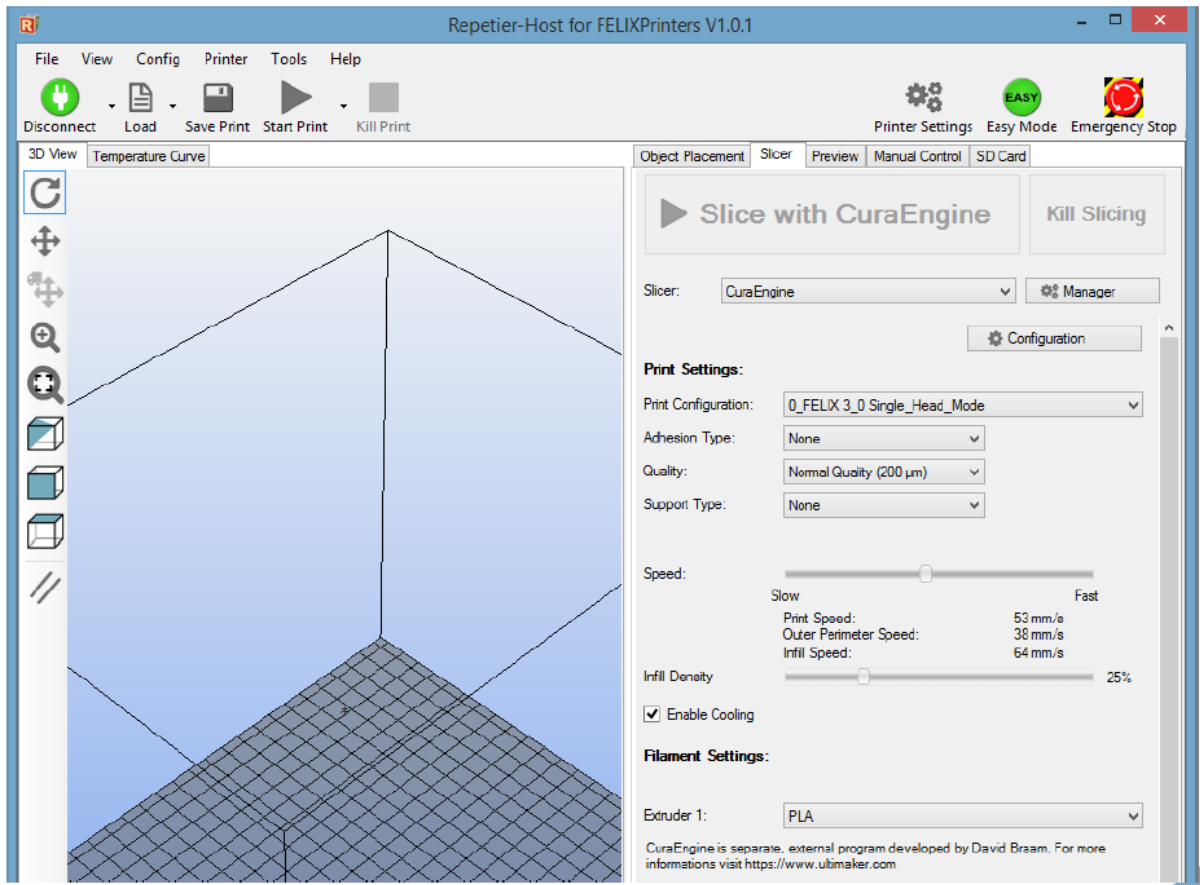 Repetier-Host for FELIXPrinters V1.0.1
File View Config Printer Tools Help
Disconnect Load Save Print Start Print Kill Print Printer Settings EASY Easy Mode Emergency Stop
3D View Temperature Curve Object Placement Slicer Preview Manual Control SD Card
Slice with CuraEngine Kill Slicing
Slicer: CuraEngine Manager
Configuration
Print Settings:
Print Configuration: 0_FELIX 3_0 Single_Head_Mode
Adhesion Type: None
Quality: Normal Quality (200 µm)
Support Type: None
Speed:
Slow Fast
Print Speed: 53 mm/s
Outer Perimeter Speed: 38 mm/s
Infill Speed: 64 mm/s
Infill Density 25%
Enable Cooling
Filament Settings:
Extruder 1: PLA
CuraEngine is separate, external program developed by David Braam. For more
informations visit https://www.ultimaker.com